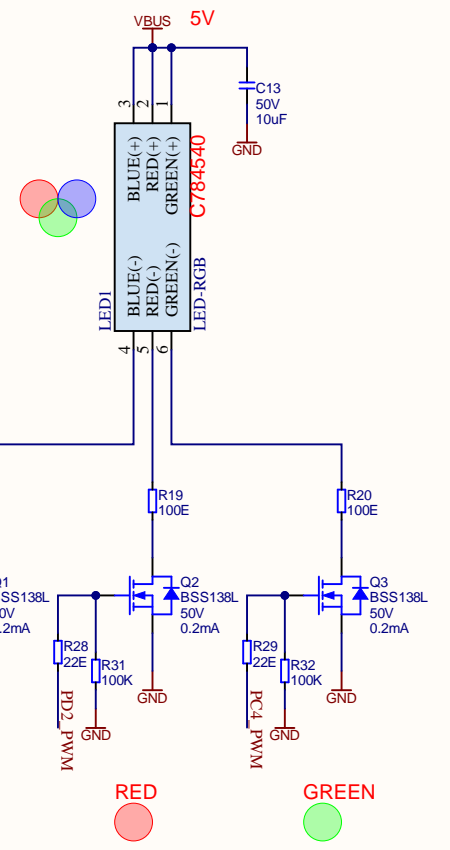 VBUS 5V
C13
50V
10uF
GND
3 2 1
BLUE(+)
RED(+)
GREEN(+)
C784540
BLUE(-)
RED(-)
GREEN(-)
LED1
LED-RGB
4 5 6
R19
100E
R20
100E
Q2
BSS138L
50V
0.2mA
Q3
BSS138L
50V
0.2mA
R28
22E
R31
100K
GND
R29
22E
R32
100K
GND
PD2_PWM
GND
PC4_PWM
GND
RED
GREEN